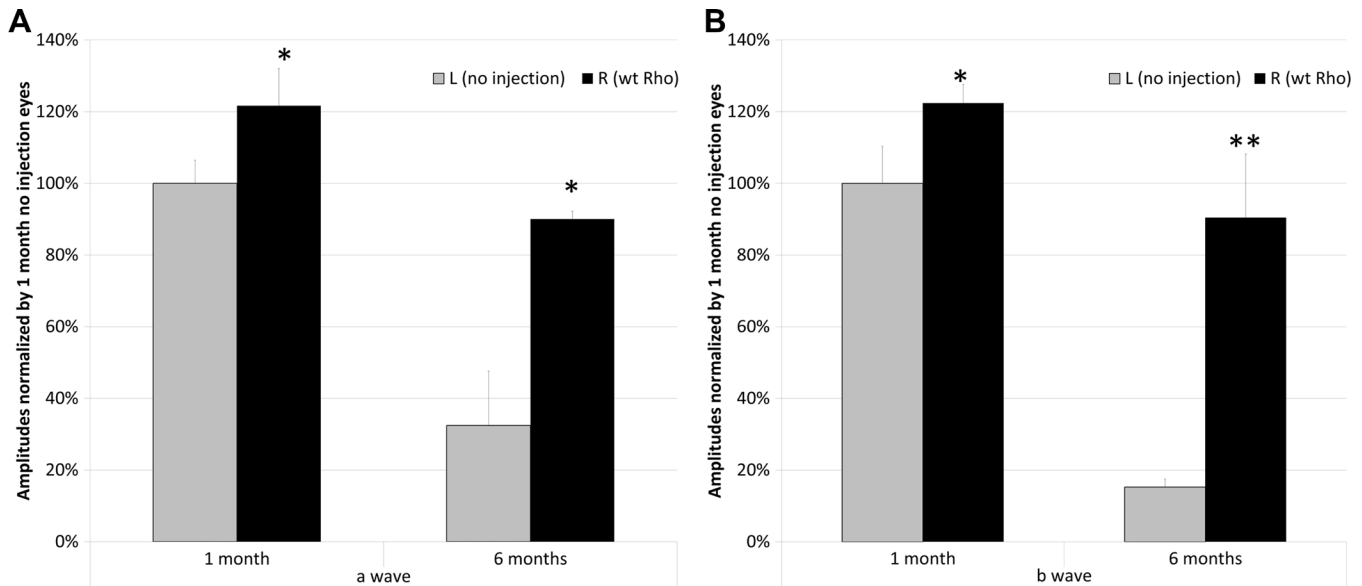 A
Amplitudes normalized by 1 month no injection eyes
140%
120%
100%
80%
60%
40%
20%
0%
L (no injection) R (wt Rho)
*
*
1 month 6 months
a wave
B
Amplitudes normalized by 1 month no injection eyes
140%
120%
100%
80%
60%
40%
20%
0%
L (no injection) R (wt Rho)
*
**
1 month 6 months
b wave